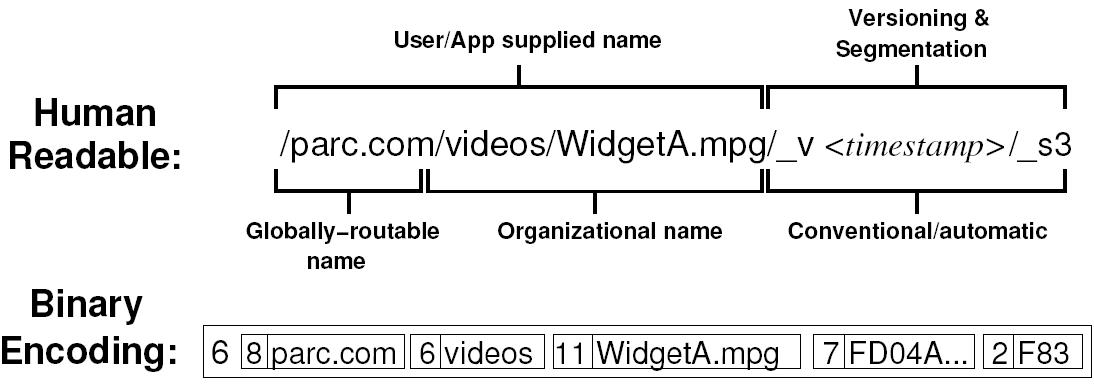 Versioning &
User/App supplied name
Segmentation
Human
Readable:
/parc.com/videos/WidgetA.mpg/_v <timestamp>/_s3
Globally-routable
name
Organizational name
Conventional/automatic
Binary
Encoding:
6 8 parc.com 6 videos 11 WidgetA.mpg 7 FD04A... 2 F83